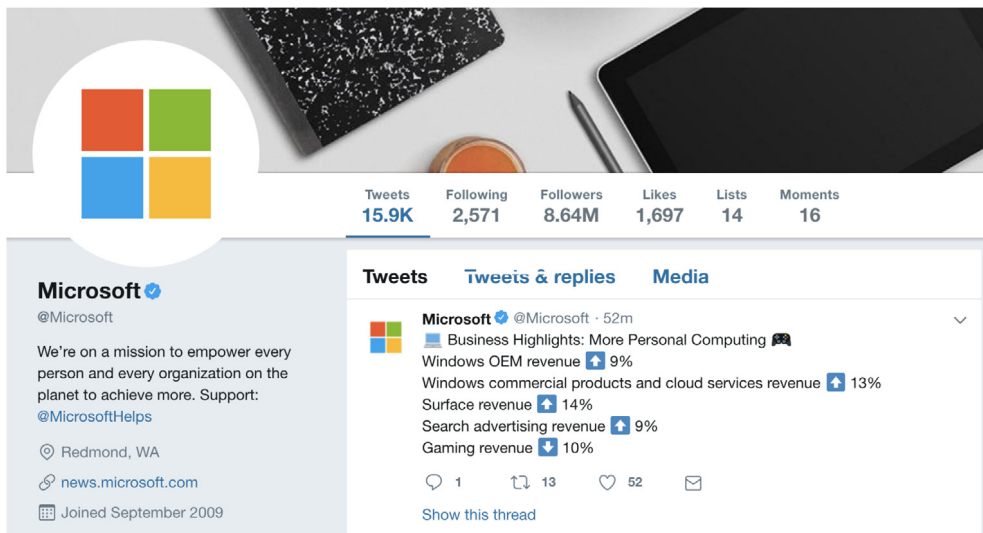 Tweets Following Followers Likes Lists Moments
15.9K 2,571 8.64M 1,697 14 16
Microsoft
@Microsoft
We're on a mission to empower every
person and every organization on the
planet to achieve more. Support:
@MicrosoftHelps
Redmond, WA
news.microsoft.com
Joined September 2009
Tweets Tweets & replies Media
Microsoft @Microsoft · 52m
💻 Business Highlights: More Personal Computing 🎮
Windows OEM revenue ⬆️ 9%
Windows commercial products and cloud services revenue ⬆️ 13%
Surface revenue ⬆️ 14%
Search advertising revenue ⬆️ 9%
Gaming revenue ⬇️ 10%
1 13 52
Show this thread